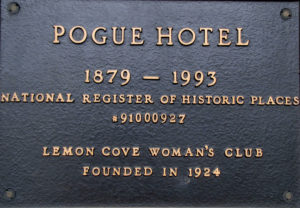 POGUE HOTEL
1879 – 1993
NATIONAL REGISTER OF HISTORIC PLACES
#91000927
LEMON COVE WOMAN'S CLUB
FOUNDED IN 1924